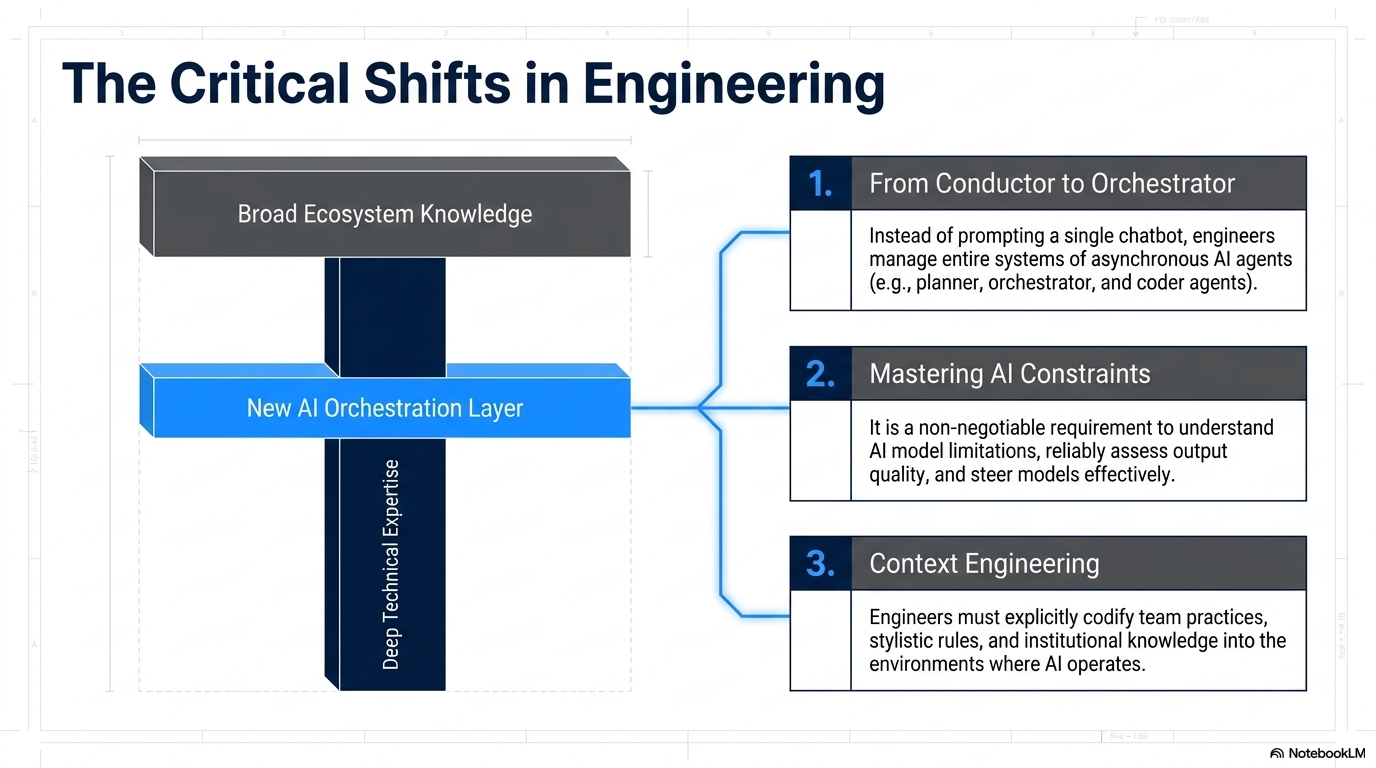 The Critical Shifts in Engineering
Broad Ecosystem Knowledge
New AI Orchestration Layer
Deep Technical Expertise
1.
From Conductor to Orchestrator
Instead of prompting a single chatbot, engineers
manage entire systems of asynchronous AI agents
(e.g., planner, orchestrator, and coder agents).
2.
Mastering AI Constraints
It is a non-negotiable requirement to understand
AI model limitations, reliably assess output
quality, and steer models effectively.
3.
Context Engineering
Engineers must explicitly codify team practices,
stylistic rules, and institutional knowledge into the
environments where AI operates.
NotebookLM